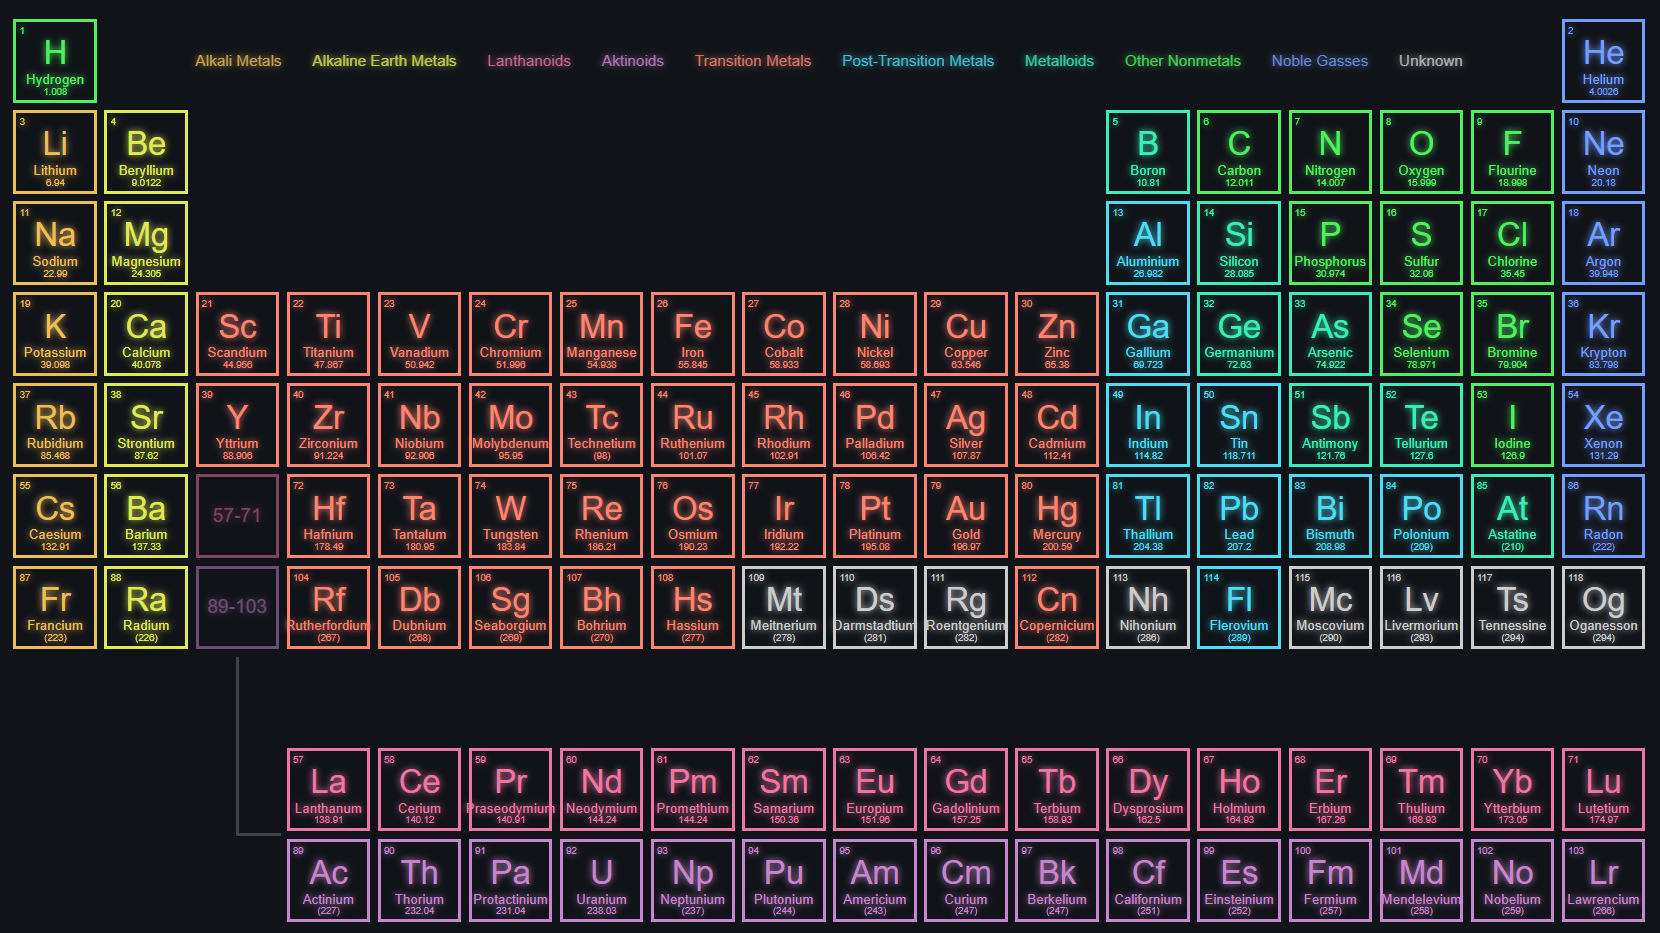 1
H
Hydrogen
1.008
Alkali Metals
Alkaline Earth Metals
Lanthanoids
Aktinoids
Transition Metals
Post-Transition Metals
Metalloids
Other Nonmetals
Noble Gasses
Unknown
2
He
Helium
4.0026
3
Li
Lithium
6.94
4
Be
Beryllium
9.0122
5
B
Boron
10.81
6
C
Carbon
12.011
7
N
Nitrogen
14.007
8
O
Oxygen
15.999
9
F
Flourine
18.998
10
Ne
Neon
20.18
11
Na
Sodium
22.99
12
Mg
Magnesium
24.305
13
Al
Aluminium
26.982
14
Si
Silicon
28.085
15
P
Phosphorus
30.974
16
S
Sulfur
32.06
17
Cl
Chlorine
35.45
18
Ar
Argon
39.948
19
K
Potassium
39.098
20
Ca
Calcium
40.078
21
Sc
Scandium
44.956
22
Ti
Titanium
47.867
23
V
Vanadium
50.942
24
Cr
Chromium
51.996
25
Mn
Manganese
54.938
26
Fe
Iron
55.845
27
Co
Cobalt
58.933
28
Ni
Nickel
58.693
29
Cu
Copper
63.546
30
Zn
Zinc
65.38
31
Ga
Gallium
69.723
32
Ge
Germanium
72.63
33
As
Arsenic
74.922
34
Se
Selenium
78.971
35
Br
Bromine
79.904
36
Kr
Krypton
83.798
37
Rb
Rubidium
85.468
38
Sr
Strontium
87.62
39
Y
Yttrium
88.906
40
Zr
Zirconium
91.224
41
Nb
Niobium
92.906
42
Mo
Molybdenum
95.95
43
Tc
Technetium
(98)
44
Ru
Ruthenium
101.07
45
Rh
Rhodium
102.91
46
Pd
Palladium
106.42
47
Ag
Silver
107.87
48
Cd
Cadmium
112.41
49
In
Indium
114.82
50
Sn
Tin
118.711
51
Sb
Antimony
121.76
52
Te
Tellurium
127.6
53
I
Iodine
126.9
54
Xe
Xenon
131.29
55
Cs
Caesium
132.91
56
Ba
Barium
137.33
57-71
72
Hf
Hafnium
178.49
73
Ta
Tantalum
180.95
74
W
Tungsten
183.84
75
Re
Rhenium
186.21
76
Os
Osmium
190.23
77
Ir
Iridium
192.22
78
Pt
Platinum
195.08
79
Au
Gold
196.97
80
Hg
Mercury
200.59
81
Tl
Thallium
204.38
82
Pb
Lead
207.2
83
Bi
Bismuth
208.98
84
Po
Polonium
(209)
85
At
Astatine
(210)
86
Rn
Radon
(222)
87
Fr
Francium
(223)
88
Ra
Radium
(226)
89-103
104
Rf
Rutherfordium
(267)
105
Db
Dubnium
(268)
106
Sg
Seaborgium
(269)
107
Bh
Bohrium
(270)
108
Hs
Hassium
(277)
109
Mt
Meitnerium
(278)
110
Ds
Darmstadtium
(281)
111
Rg
Roentgenium
(282)
112
Cn
Copernicium
(282)
113
Nh
Nihonium
(286)
114
Fl
Flerovium
(289)
115
Mc
Moscovium
(290)
116
Lv
Livermorium
(293)
117
Ts
Tennessine
(294)
118
Og
Oganesson
(294)
57
La
Lanthanum
138.91
58
Ce
Cerium
140.12
59
Pr
Praseodymium
140.91
60
Nd
Neodymium
144.24
61
Pm
Promethium
144.24
62
Sm
Samarium
150.36
63
Eu
Europium
151.96
64
Gd
Gadolinium
157.25
65
Tb
Terbium
158.93
66
Dy
Dysprosium
162.5
67
Ho
Holmium
164.93
68
Er
Erbium
167.26
69
Tm
Thulium
168.93
70
Yb
Ytterbium
173.05
71
Lu
Lutetium
174.97
89
Ac
Actinium
(227)
90
Th
Thorium
232.04
91
Pa
Protactinium
231.04
92
U
Uranium
238.03
93
Np
Neptunium
(237)
94
Pu
Plutonium
(244)
95
Am
Americium
(243)
96
Cm
Curium
(247)
97
Bk
Berkelium
(247)
98
Cf
Californium
(251)
99
Es
Einsteinium
(252)
100
Fm
Fermium
(257)
101
Md
Mendelevium
(258)
102
No
Nobelium
(259)
103
Lr
Lawrencium
(266)